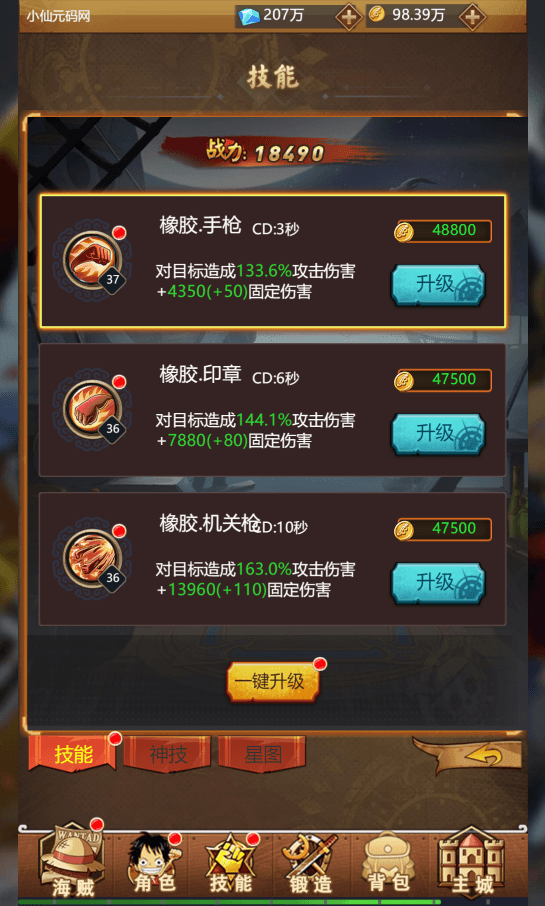 小仙元码网
207万
98.39万
技能
战力:18490
橡胶.手枪 CD:3秒
48800
37
对目标造成133.6%攻击伤害
+4350(+50)固定伤害
升级
橡胶.印章 CD:6秒
47500
36
对目标造成144.1%攻击伤害
+7880(+80)固定伤害
升级
橡胶.机关枪 CD:10秒
47500
36
对目标造成163.0%攻击伤害
+13960(+110)固定伤害
升级
一键升级
技能 神技 星图
WANTAD
海贼 角色 技能 锻造 背包 主城